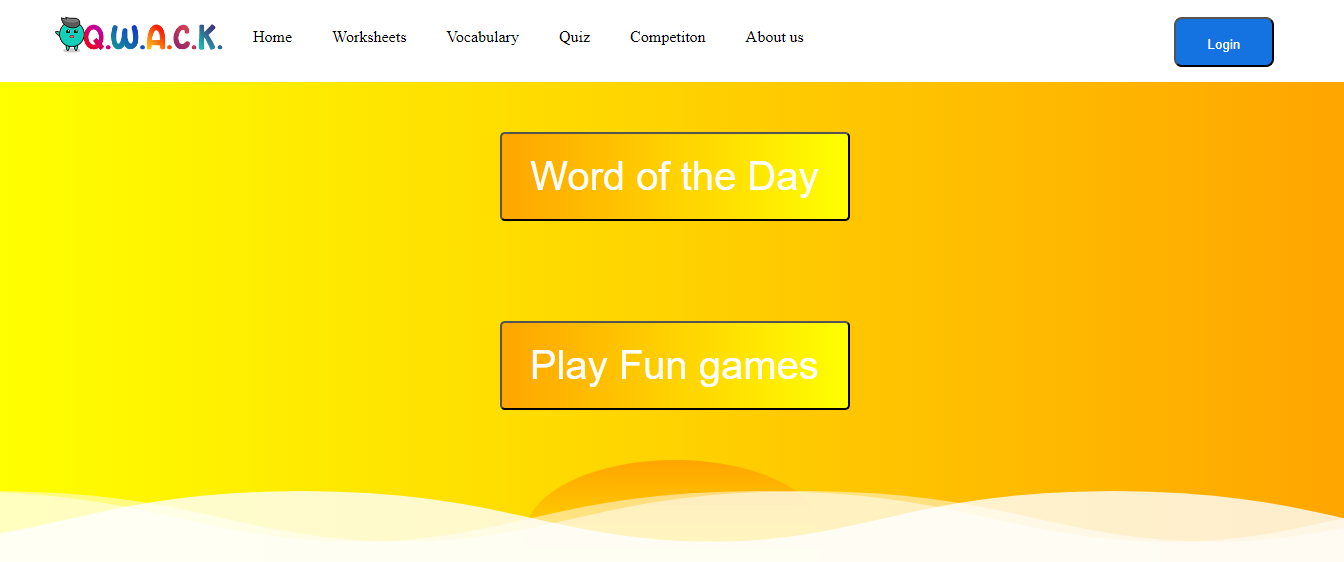 Q.W.A.C.K. Home Worksheets Vocabulary Quiz Competiton About us Login
Word of the Day
Play Fun games